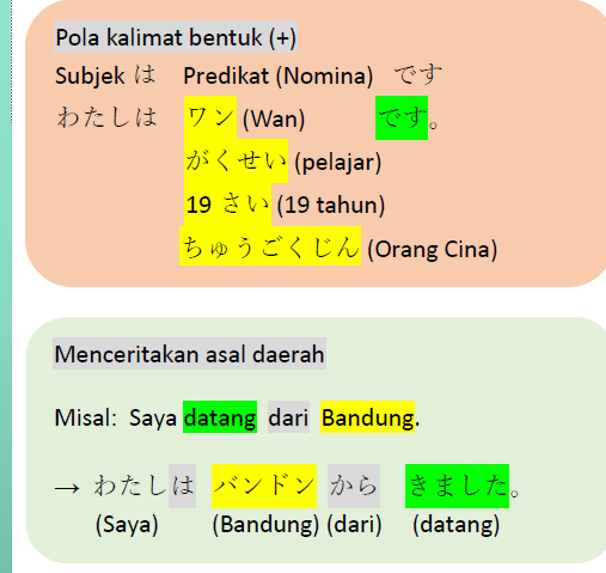 Pola kalimat bentuk (+)
Subjek は Predikat (Nomina) です
わたしは ワン (Wan) です。
がくせい (pelajar)
19 さい (19 tahun)
ちゅうごくじん (Orang Cina)
Menceritakan asal daerah
Misal: Saya datang dari Bandung.
→ わたしは バンドン から きました。
(Saya) (Bandung) (dari) (datang)